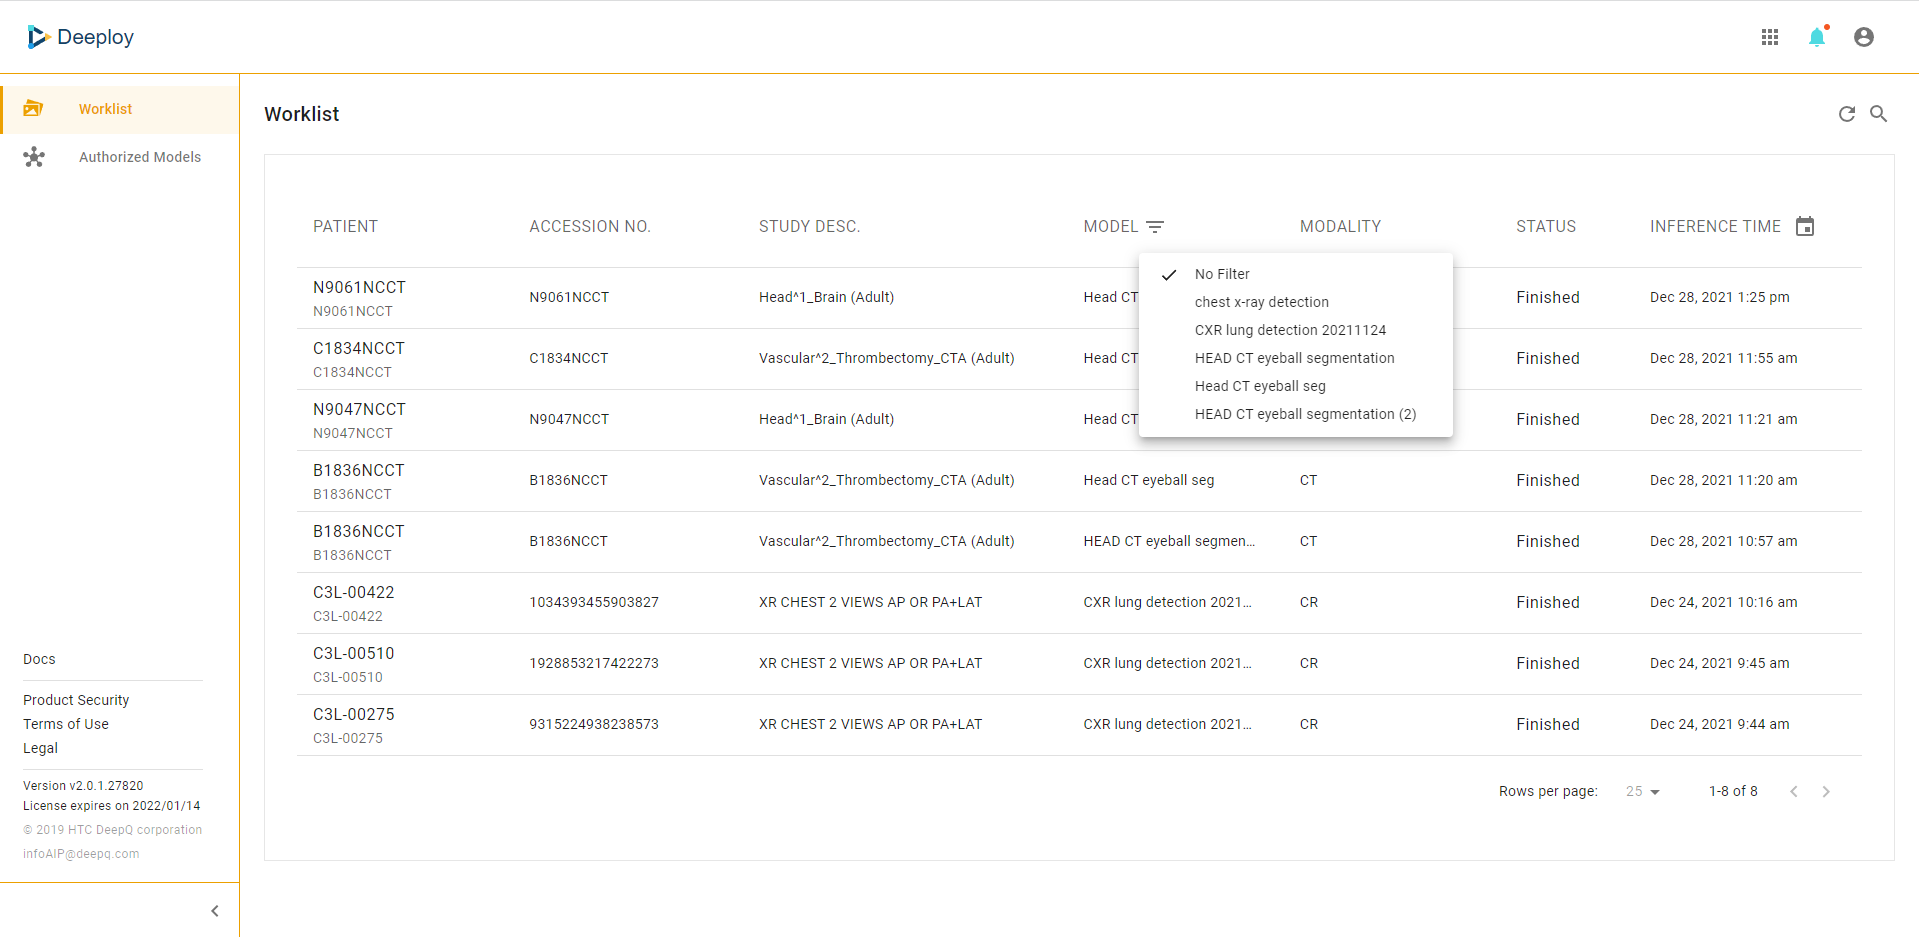 Deeploy
Worklist
Authorized Models
Docs
Product Security
Terms of Use
Legal
Version v2.0.1.27820
License expires on 2022/01/14
© 2019 HTC DeepQ corporation
infoAIP@deepq.com
Worklist
PATIENT ACCESSION NO. STUDY DESC. MODEL MODALITY STATUS INFERENCE TIME
No Filter
chest x-ray detection
CXR lung detection 20211124
HEAD CT eyeball segmentation
Head CT eyeball seg
HEAD CT eyeball segmentation (2)
N9061NCCT
N9061NCCT N9061NCCT Head^1_Brain (Adult) Head CT Finished Dec 28, 2021 1:25 pm
C1834NCCT
C1834NCCT C1834NCCT Vascular^2_Thrombectomy_CTA (Adult) Head CT Finished Dec 28, 2021 11:55 am
N9047NCCT
N9047NCCT N9047NCCT Head^1_Brain (Adult) Head CT Finished Dec 28, 2021 11:21 am
B1836NCCT
B1836NCCT B1836NCCT Vascular^2_Thrombectomy_CTA (Adult) Head CT eyeball seg CT Finished Dec 28, 2021 11:20 am
B1836NCCT
B1836NCCT B1836NCCT Vascular^2_Thrombectomy_CTA (Adult) HEAD CT eyeball segmen... CT Finished Dec 28, 2021 10:57 am
C3L-00422
C3L-00422 1034393455903827 XR CHEST 2 VIEWS AP OR PA+LAT CXR lung detection 2021... CR Finished Dec 24, 2021 10:16 am
C3L-00510
C3L-00510 1928853217422273 XR CHEST 2 VIEWS AP OR PA+LAT CXR lung detection 2021... CR Finished Dec 24, 2021 9:45 am
C3L-00275
C3L-00275 9315224938238573 XR CHEST 2 VIEWS AP OR PA+LAT CXR lung detection 2021... CR Finished Dec 24, 2021 9:44 am
Rows per page: 25 1-8 of 8